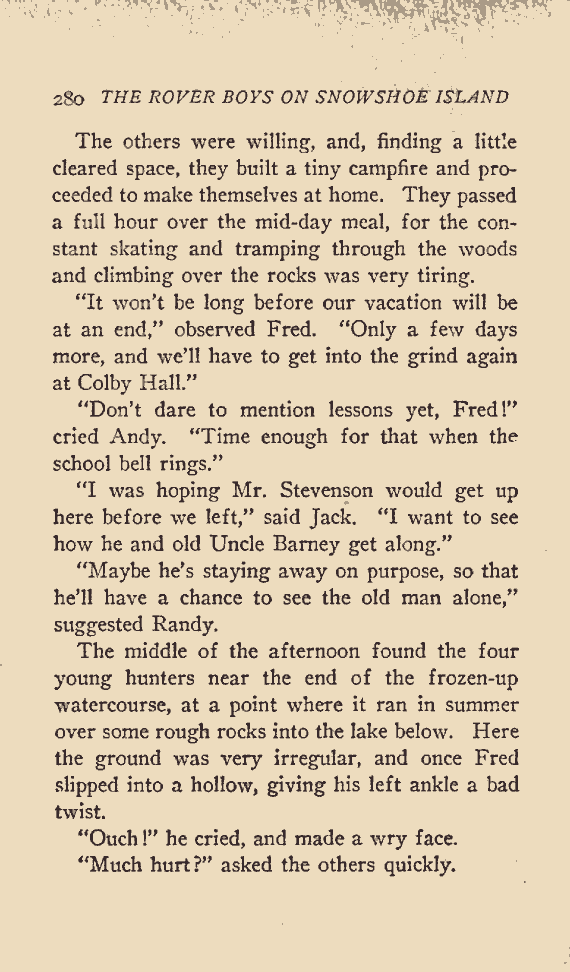 280 THE ROVER BOYS ON SNOWSHOE ISLAND
The others were willing, and, finding a little
cleared space, they built a tiny campfire and pro-
ceeded to make themselves at home. They passed
a full hour over the mid-day meal, for the con-
stant skating and tramping through the woods
and climbing over the rocks was very tiring.
"It won't be long before our vacation will be
at an end," observed Fred. "Only a few days
more, and we'll have to get into the grind again
at Colby Hall."
"Don't dare to mention lessons yet, Fred!"
cried Andy. "Time enough for that when the
school bell rings."
"I was hoping Mr. Stevenson would get up
here before we left," said Jack. "I want to see
how he and old Uncle Barney get along."
"Maybe he's staying away on purpose, so that
he'll have a chance to see the old man alone,"
suggested Randy.
The middle of the afternoon found the four
young hunters near the end of the frozen-up
watercourse, at a point where it ran in summer
over some rough rocks into the lake below. Here
the ground was very irregular, and once Fred
slipped into a hollow, giving his left ankle a bad
twist.
"Ouch!" he cried, and made a wry face.
"Much hurt?" asked the others quickly.